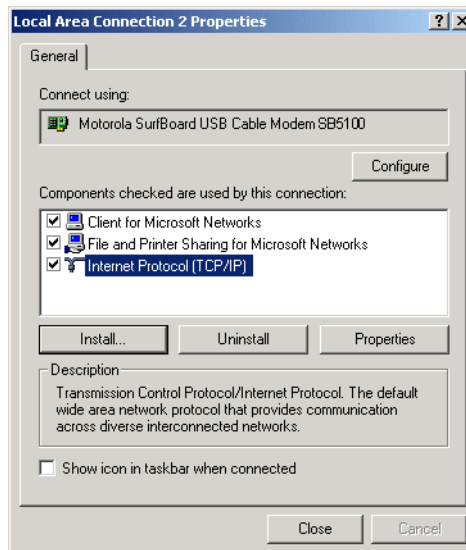 Local Area Connection 2 Properties
General
Connect using:
Motorola SurfBoard USB Cable Modem SB5100
Configure
Components checked are used by this connection:
Client for Microsoft Networks
File and Printer Sharing for Microsoft Networks
Internet Protocol (TCP/IP)
Install... Uninstall Properties
Description
Transmission Control Protocol/Internet Protocol. The default
wide area network protocol that provides communication
across diverse interconnected networks.
Show icon in taskbar when connected
Close Cancel